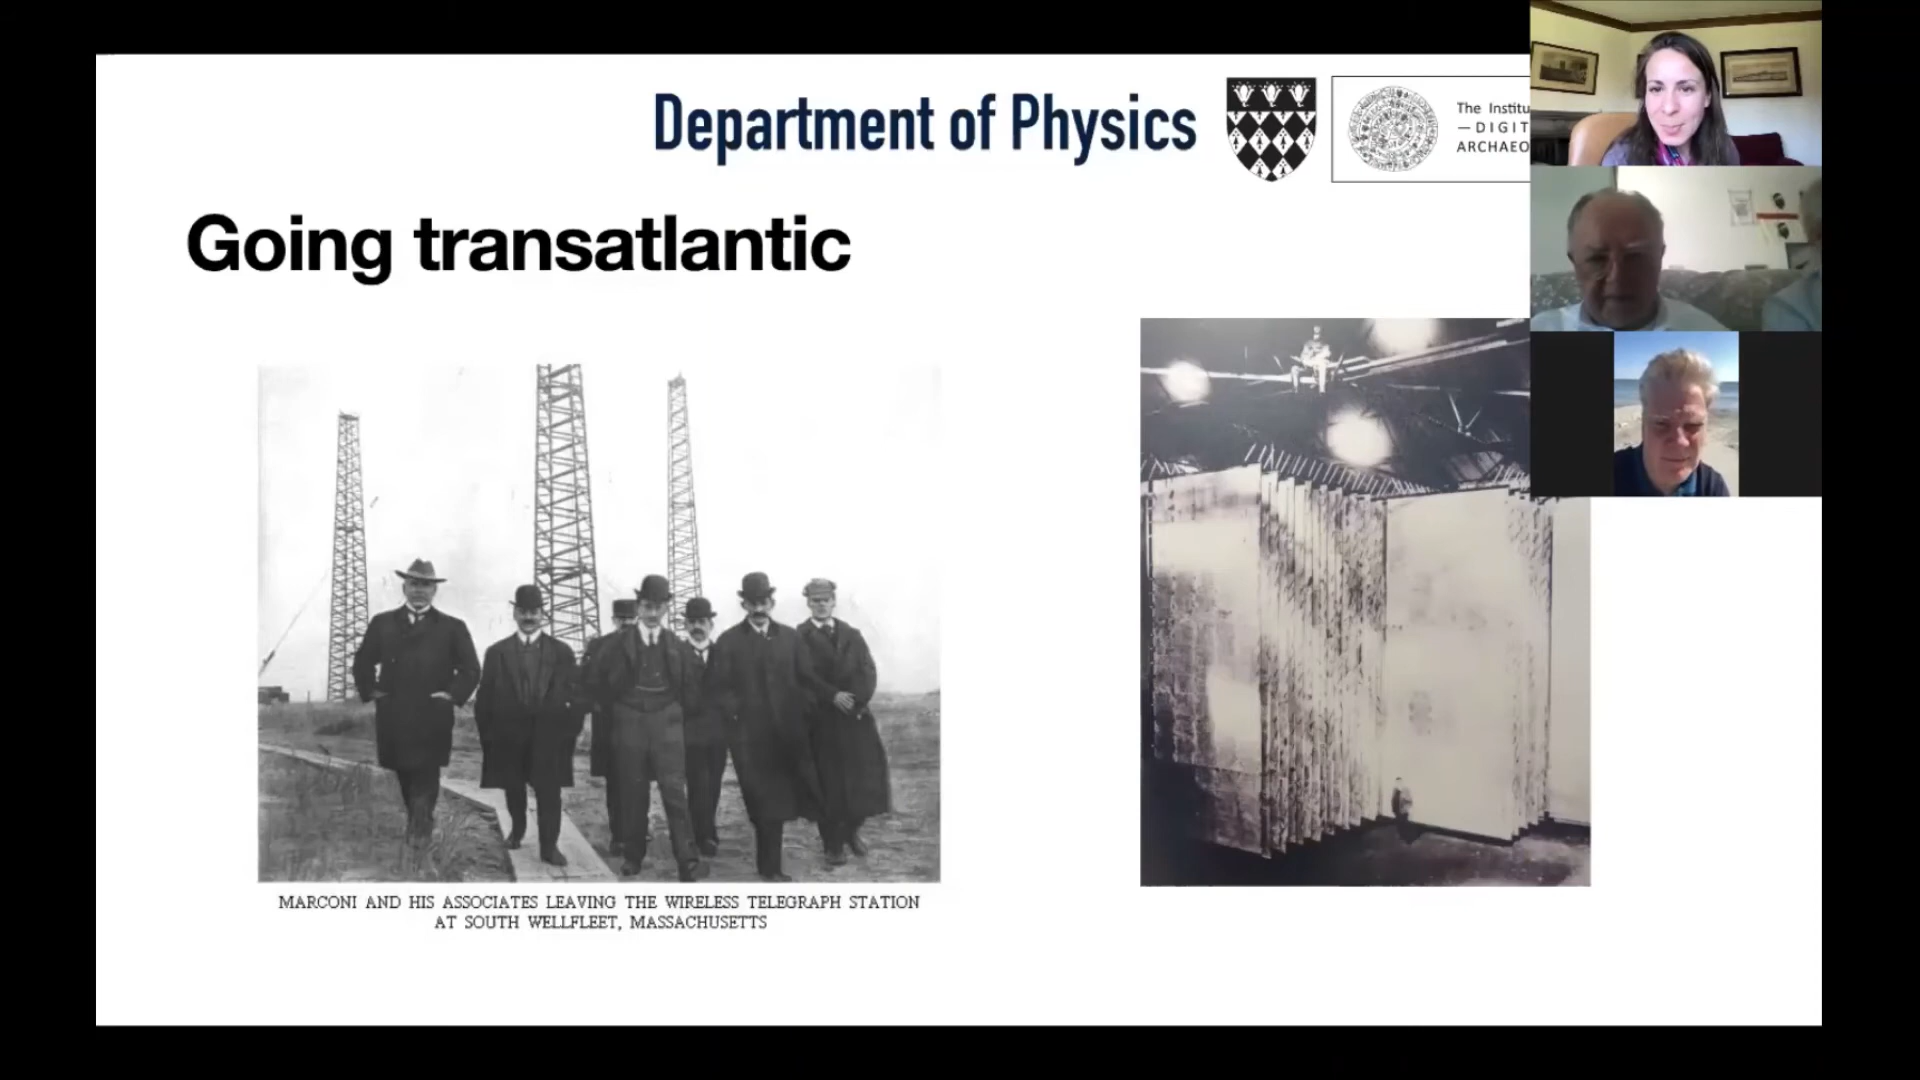 Department of Physics
The Institu
—DIGIT
ARCHAEO
Going transatlantic
MARCONI AND HIS ASSOCIATES LEAVING THE WIRELESS TELEGRAPH STATION
AT SOUTH WELLFLEET, MASSACHUSETTS